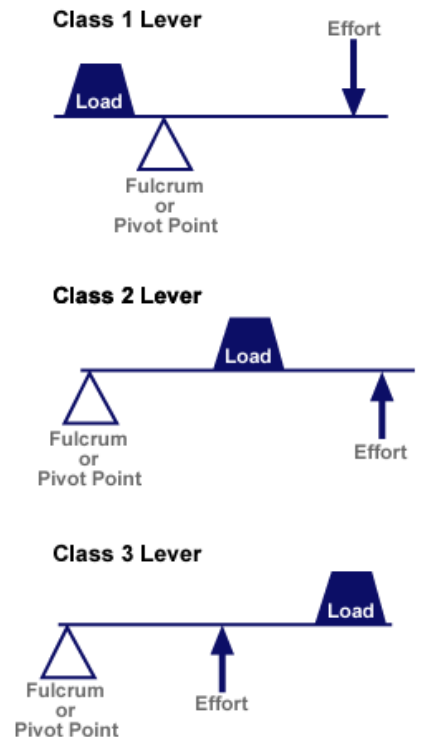 Class 1 Lever
Effort
Load
Fulcrum
or
Pivot Point
Class 2 Lever
Load
Fulcrum
or
Pivot Point
Effort
Class 3 Lever
Load
Fulcrum
or
Pivot Point
Effort